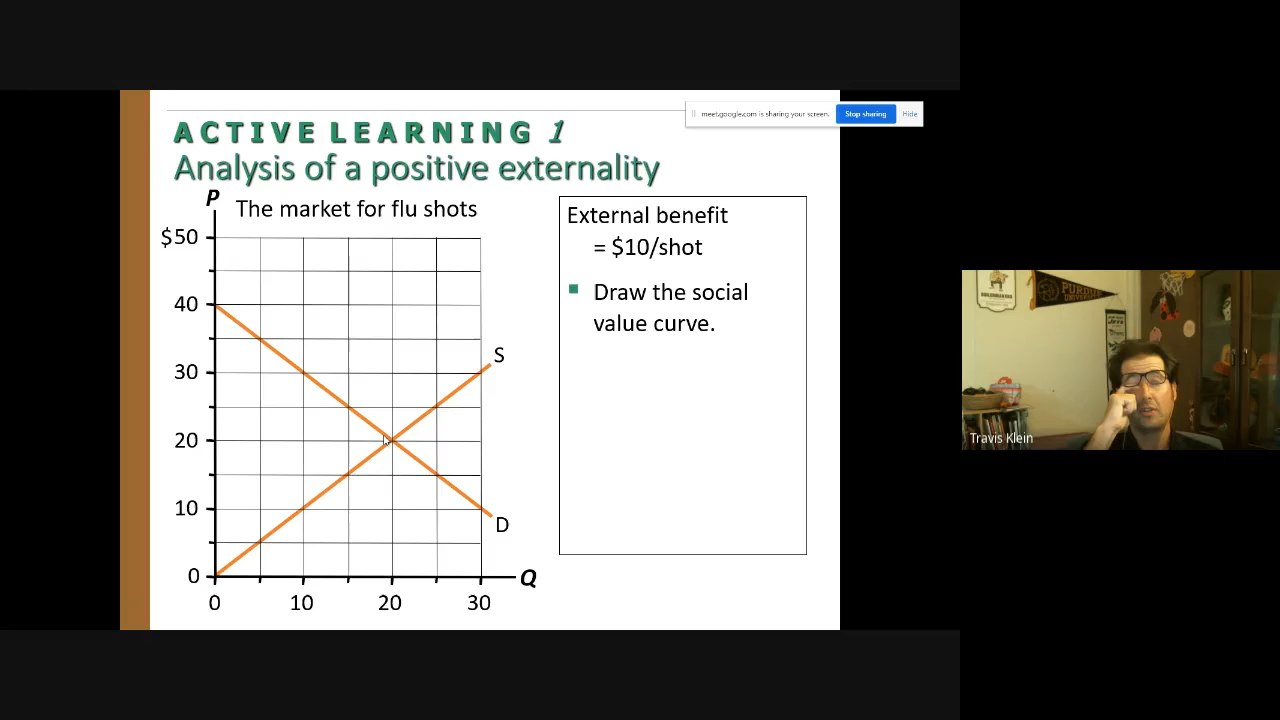 meetgoogle.com is sharing your screen.
Stop sharing
Hide
ACTIVE LEARNING 1
Analysis of a positive externality
P
The market for flu shots
$50
40
30
20
10
0
S
D
Q
0 10 20 30
External benefit
= $10/shot
Draw the social
value curve.
PURDUE
Travis Klein